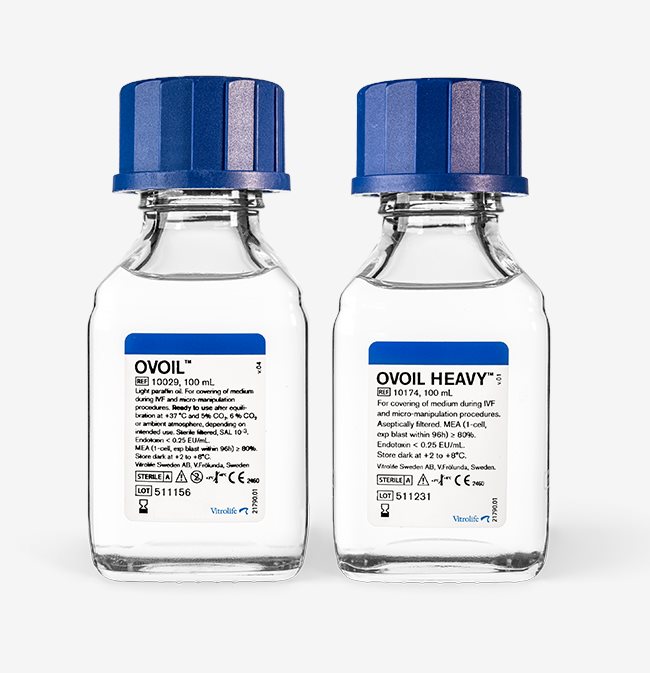 OVOIL™
v.04
REF 10029, 100 mL
Light paraffin oil. For covering of medium
during IVF and micro-manipulation
procedures. Ready to use after equili-
bration at +37 °C and 5% CO₂, 6 % CO₂
or ambient atmosphere, depending on
intended use. Sterile filtered, SAL 10⁻³.
Endotoxin < 0.25 EU/mL.
MEA (1-cell, exp blast within 96h) ≥ 80%.
Store dark at +2 to +8°C.
Vitrolife Sweden AB, V.Frölunda, Sweden
STERILE A CE 2460
LOT 511156
Vitrolife
21790.01
OVOIL HEAVY™
v.01
REF 10174, 100 mL
For covering of medium during IVF
and micro-manipulation procedures.
Aseptically filtered. MEA (1-cell,
exp blast within 96h) ≥ 80%.
Endotoxin < 0.25 EU/mL.
Store dark at +2 to +8°C.
Vitrolife Sweden AB, V.Frölunda, Sweden.
STERILE A CE 2460
LOT 511231
Vitrolife
21790.01